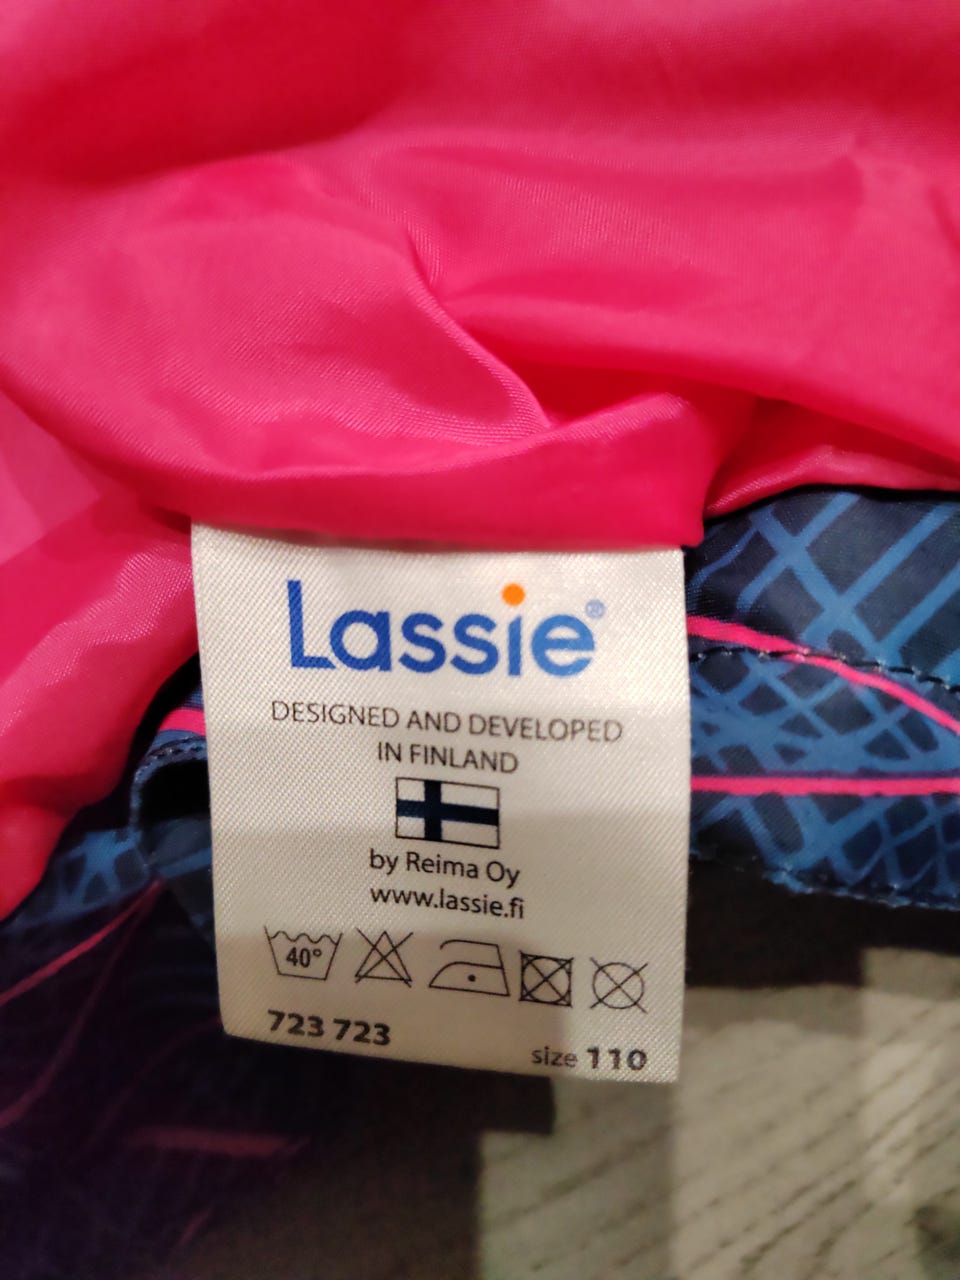 Lassie®
DESIGNED AND DEVELOPED
IN FINLAND
by Reima Oy
www.lassie.fi
40°
723 723
size 110